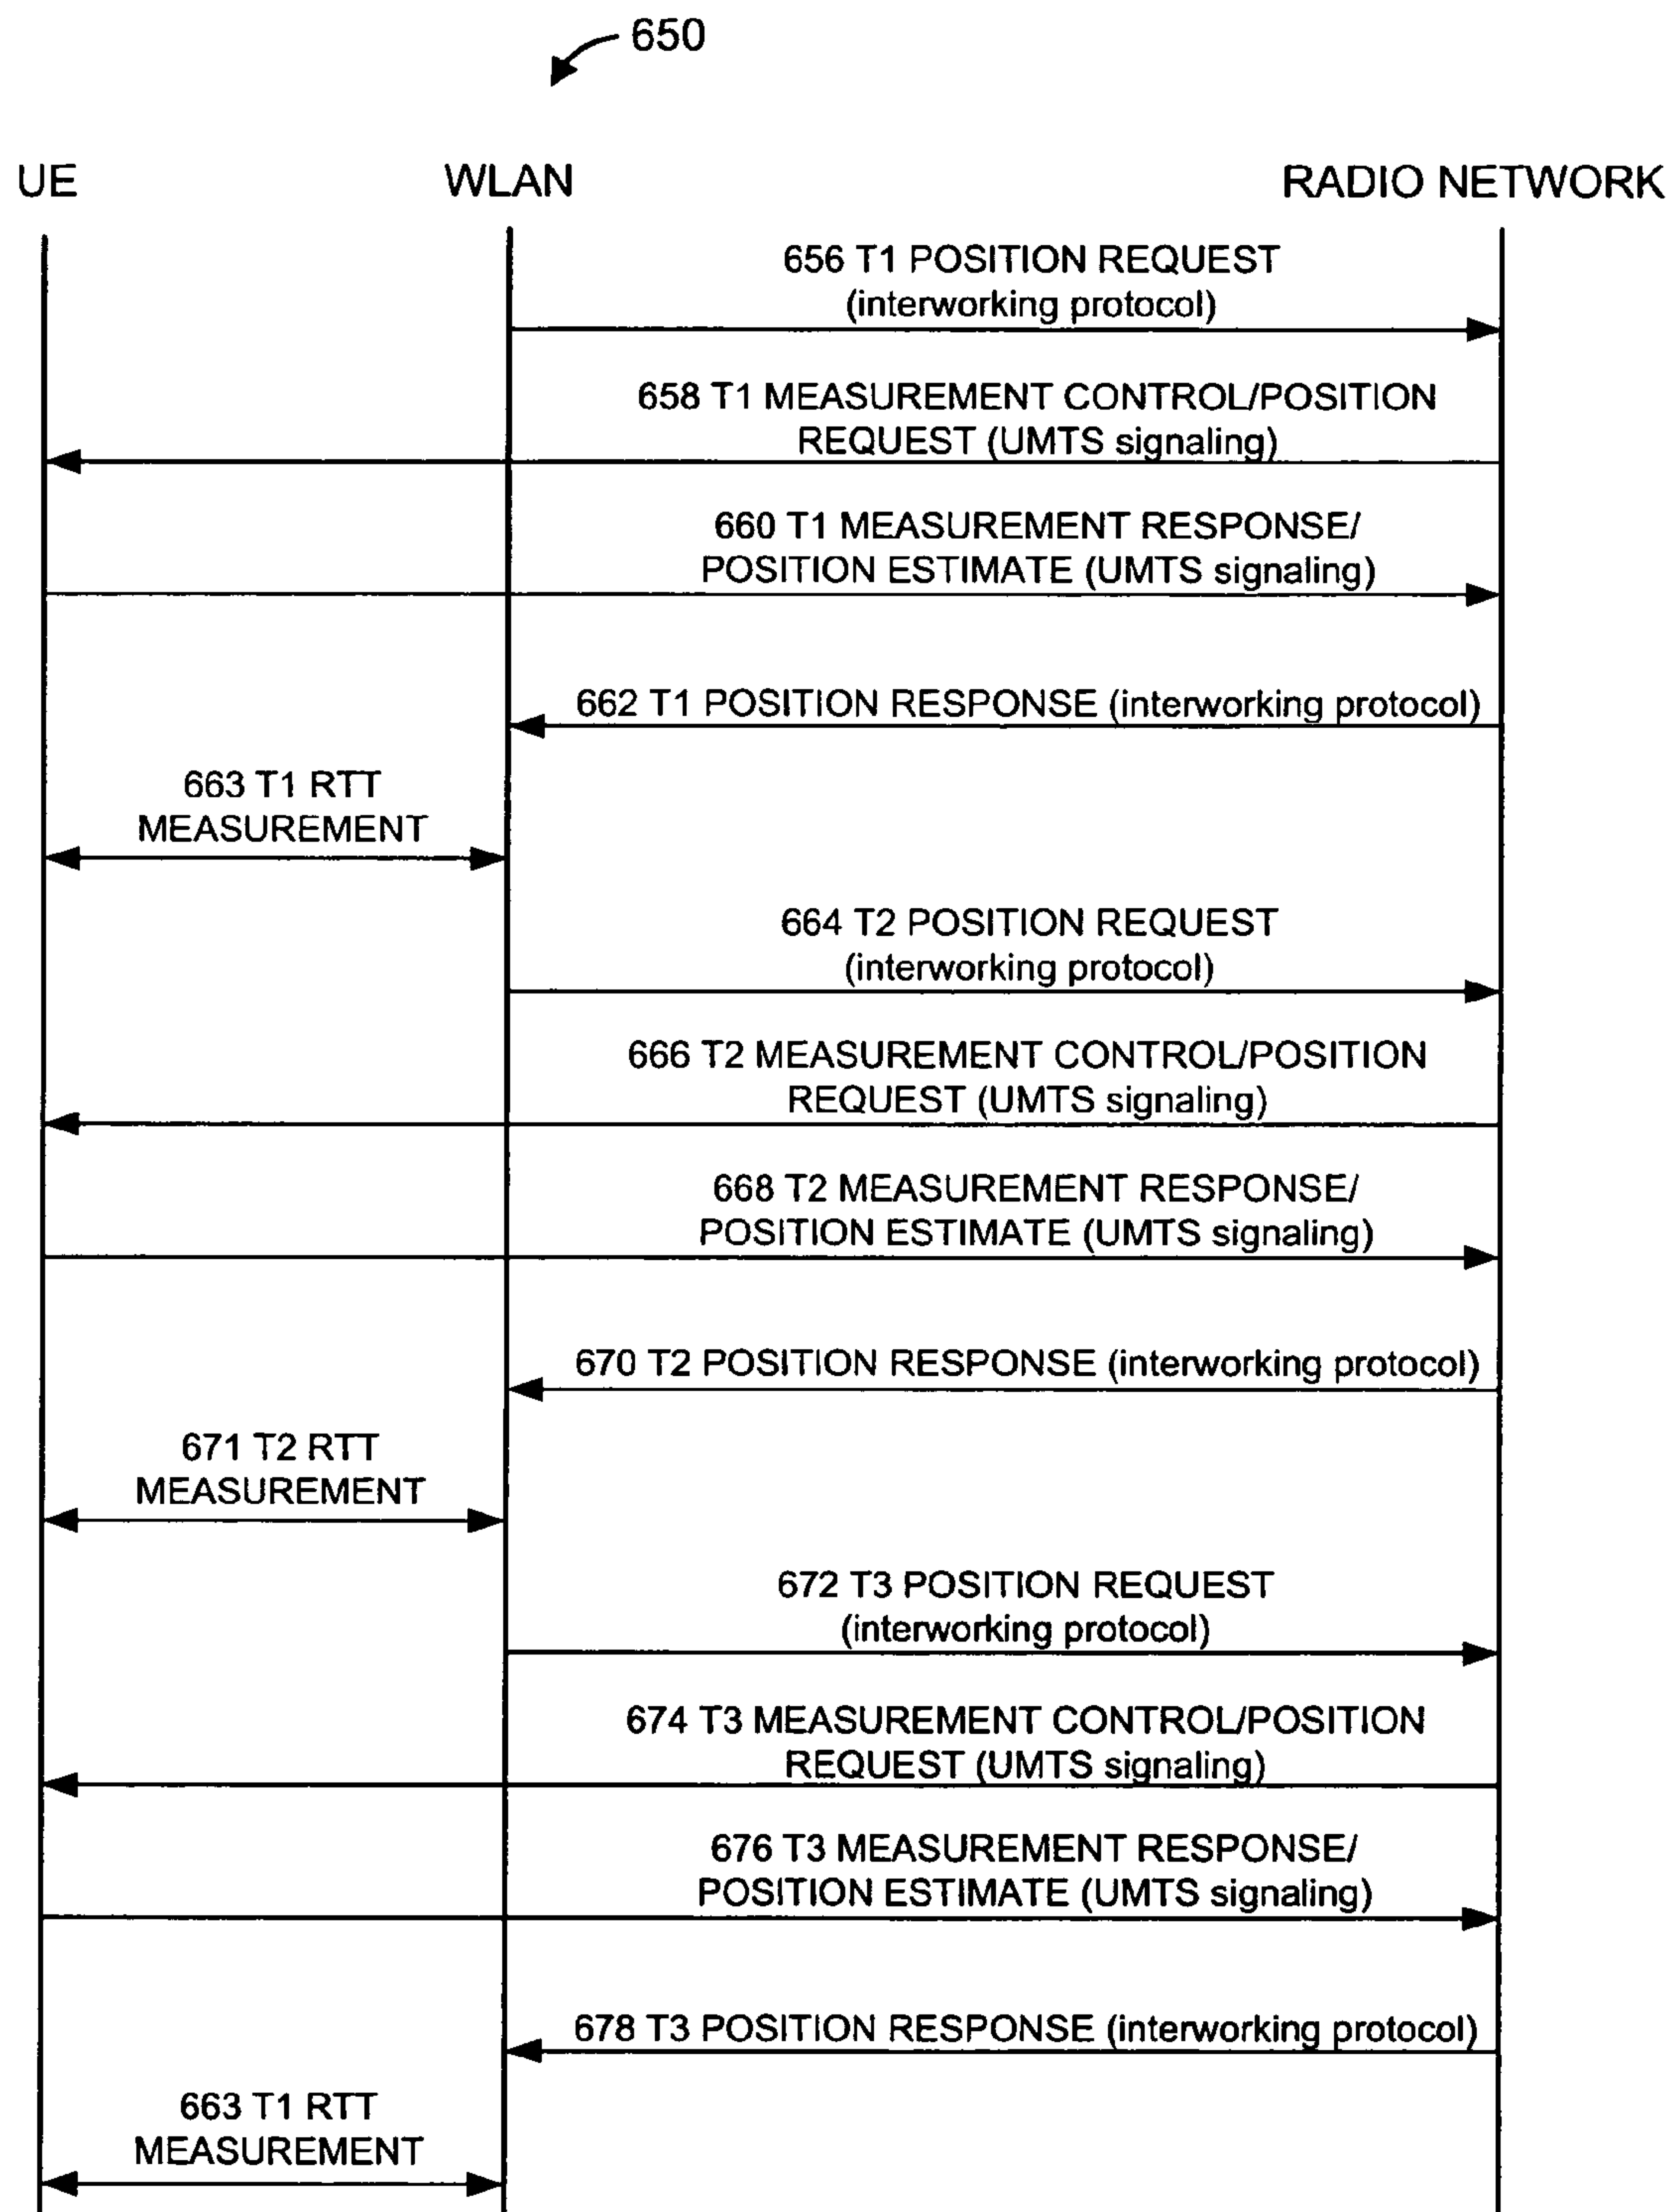 650
UE
WLAN
RADIO NETWORK
656 T1 POSITION REQUEST
(interworking protocol)
658 T1 MEASUREMENT CONTROL/POSITION
REQUEST (UMTS signaling)
660 T1 MEASUREMENT RESPONSE/
POSITION ESTIMATE (UMTS signaling)
662 T1 POSITION RESPONSE (interworking protocol)
663 T1 RTT
MEASUREMENT
664 T2 POSITION REQUEST
(interworking protocol)
666 T2 MEASUREMENT CONTROL/POSITION
REQUEST (UMTS signaling)
668 T2 MEASUREMENT RESPONSE/
POSITION ESTIMATE (UMTS signaling)
670 T2 POSITION RESPONSE (interworking protocol)
671 T2 RTT
MEASUREMENT
672 T3 POSITION REQUEST
(interworking protocol)
674 T3 MEASUREMENT CONTROL/POSITION
REQUEST (UMTS signaling)
676 T3 MEASUREMENT RESPONSE/
POSITION ESTIMATE (UMTS signaling)
678 T3 POSITION RESPONSE (interworking protocol)
663 T1 RTT
MEASUREMENT